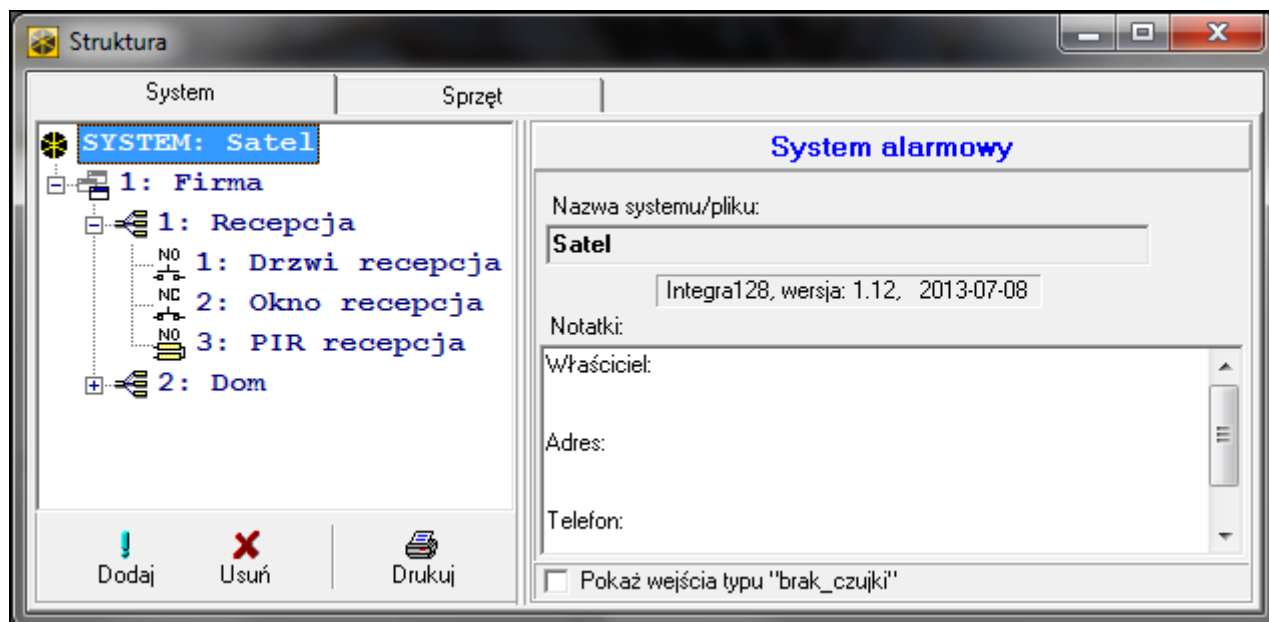 Struktura
System
Sprzęt
SYSTEM: Satel
1: Firma
1: Recepcja
NO
1: Drzwi recepcja
NC
2: Okno recepcja
NO
3: PIR recepcja
2: Dom
Dodaj
Usuń
Drukuj
System alarmowy
Nazwa systemu/pliku:
Satel
Integra128, wersja: 1.12, 2013-07-08
Notatki:
Właściciel:
Adres:
Telefon:
Pokaż wejścia typu "brak_czujki"